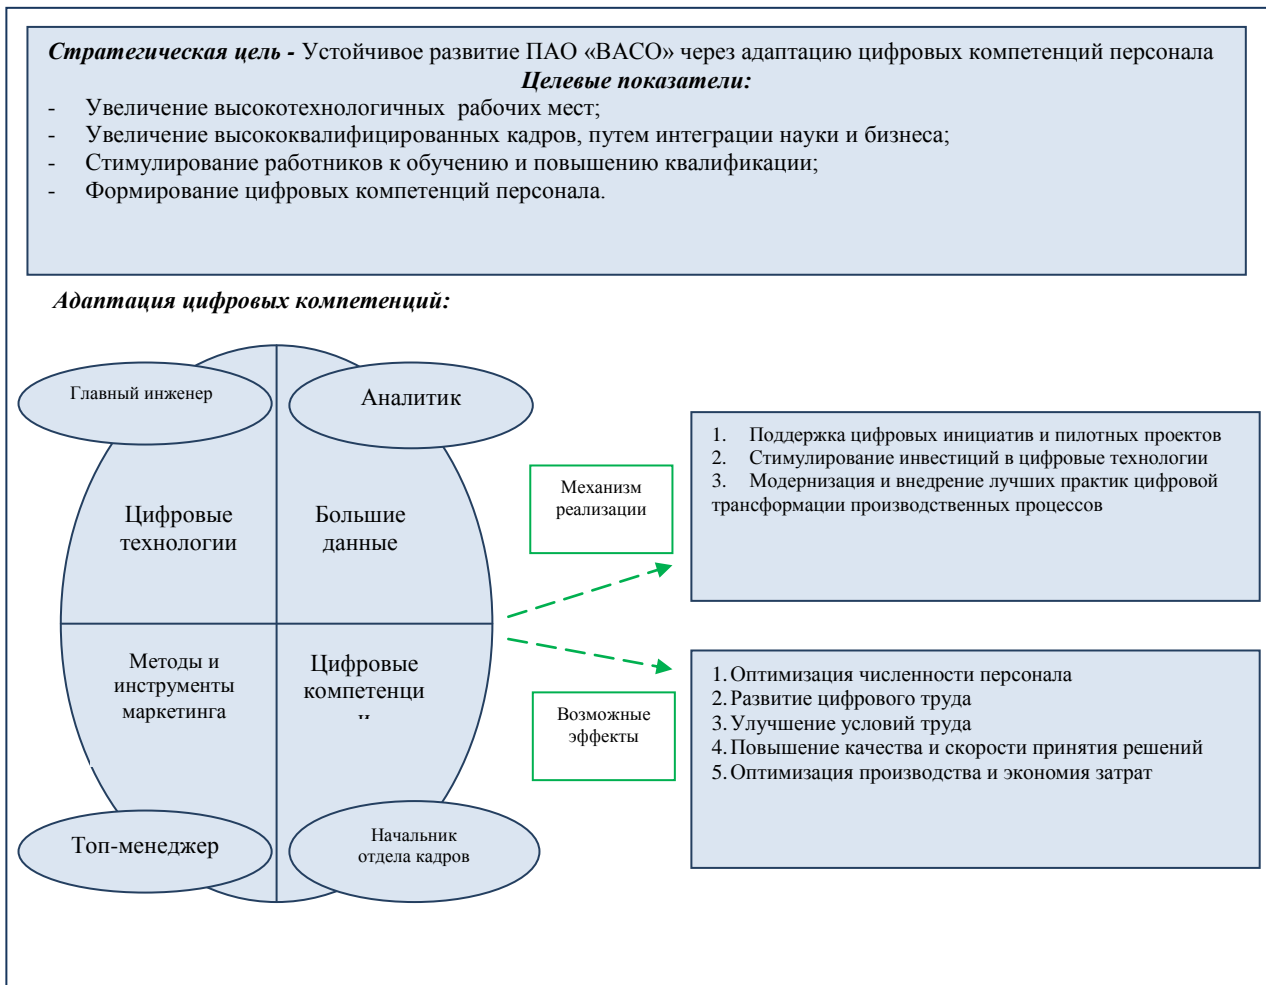 Стратегическая цель - Устойчивое развитие ПАО «ВАСО» через адаптацию цифровых компетенций персонала
Целевые показатели:
- Увеличение высокотехнологичных рабочих мест;
- Увеличение высококвалифицированных кадров, путем интеграции науки и бизнеса;
- Стимулирование работников к обучению и повышению квалификации;
- Формирование цифровых компетенций персонала.
Адаптация цифровых компетенций:
Главный инженер
Аналитик
Цифровые
технологии
Большие
данные
Методы и
инструменты
маркетинга
Цифровые
компетенци
и
Топ-менеджер
Начальник
отдела кадров
Механизм
реализации
1. Поддержка цифровых инициатив и пилотных проектов
2. Стимулирование инвестиций в цифровые технологии
3. Модернизация и внедрение лучших практик цифровой
трансформации производственных процессов
Возможные
эффекты
1. Оптимизация численности персонала
2. Развитие цифрового труда
3. Улучшение условий труда
4. Повышение качества и скорости принятия решений
5. Оптимизация производства и экономия затрат